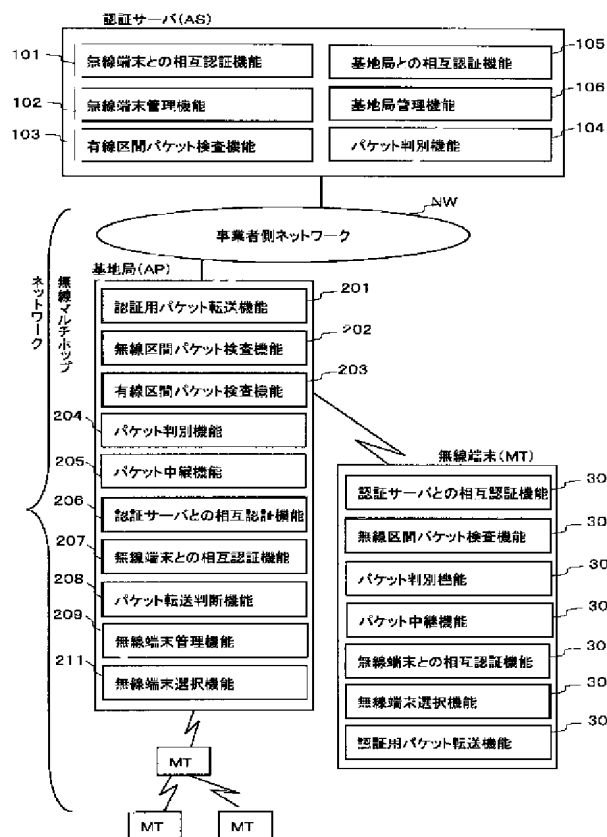 認証サーバ(AS)
101
無線端末との相互認証機能
基地局との相互認証機能
105
102
無線端末管理機能
基地局管理機能
106
103
有線区間パケット検査機能
パケット判別機能
104
NW
事業者側ネットワーク
無線マルチホップ
ネットワーク
基地局(AP)
認証用パケット転送機能
201
無線区間パケット検査機能
202
有線区間パケット検査機能
203
204
パケット判別機能
205
パケット中継機能
206
認証サーバとの相互認証機能
207
無線端末との相互認証機能
208
パケット転送判断機能
209
無線端末管理機能
211
無線端末選択機能
無線端末(MT)
認証サーバとの相互認証機能
30
無線区間パケット検査機能
30
パケット判別機能
30
パケット中継機能
30
無線端末との相互認証機能
30
無線端末選択機能
30
認証用パケット転送機能
30
MT
MT
MT